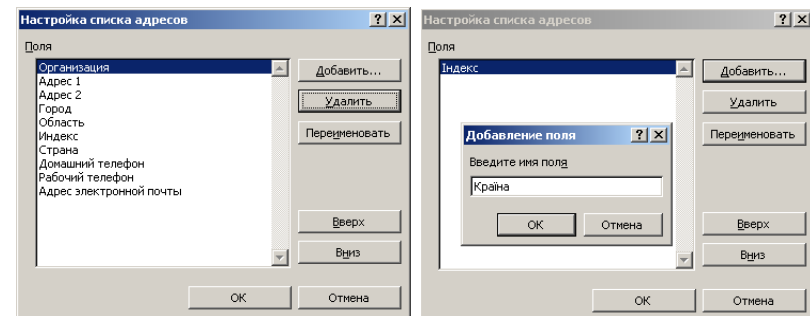 Настройка списка адресов
Поля
Организация
Адрес 1
Адрес 2
Город
Область
Индекс
Страна
Домашний телефон
Рабочий телефон
Адрес электронной почты
Добавить...
Удалить
Переименовать
Вверх
Вниз
ОК
Отмена
Настройка списка адресов
Поля
Індекс
Добавить...
Удалить
Переименовать
Добавление поля
Введите имя поля
Країна
ОК
Отмена
Вверх
Вниз
ОК
Отмена